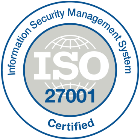 Information Security Management System
ISO
27001
Certified